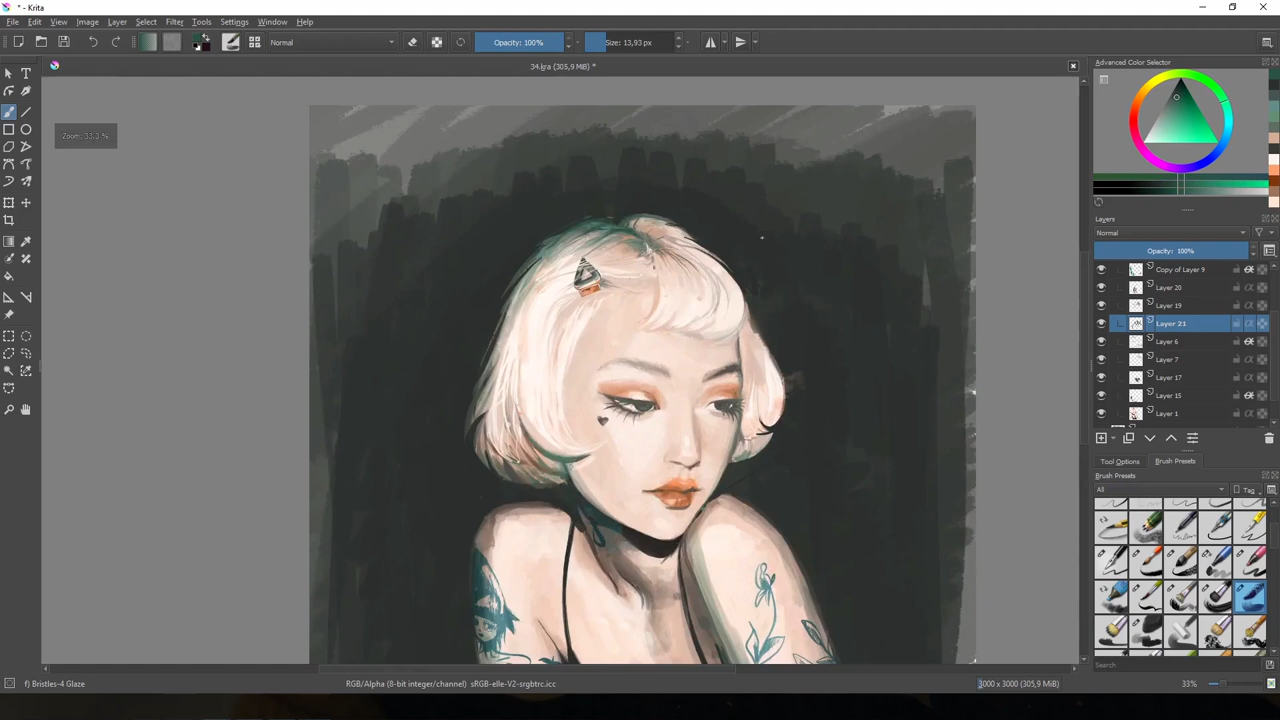 * - Krita
File Edit View Image Layer Select Filter Tools Settings Window Help
Normal Opacity: 100% Size: 13,93 px
34.kra (305,9 MiB) *
Zoom: 33,3 %
Advanced Color Selector
Layers
Normal
Opacity: 100%
Copy of Layer 9
Layer 20
Layer 19
Layer 21
Layer 6
Layer 7
Layer 17
Layer 15
Layer 1
Tool Options Brush Presets
Brush Presets
All Tag
Search
f) Bristles-4 Glaze RGB/Alpha (8-bit integer/channel) sRGB-elle-V2-srgbtrc.icc 3000 x 3000 (305,9 MiB) 33%